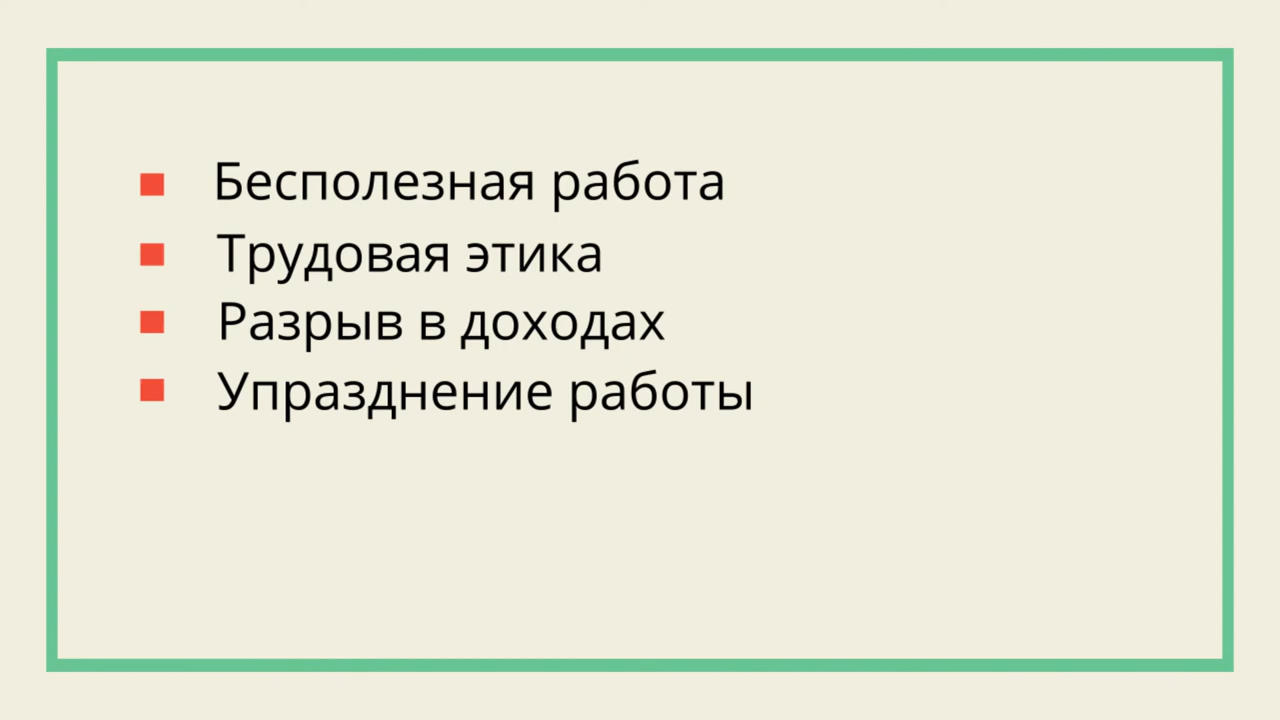 Бесполезная работа
Трудовая этика
Разрыв в доходах
Упразднение работы